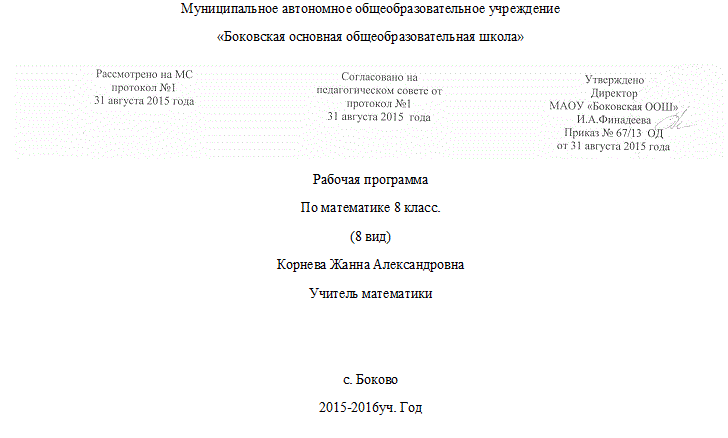 Муниципальное автономное общеобразовательное учреждение
«Боковская основная общеобразовательная школа»
Рассмотрено на МС
протокол №1
31 августа 2015 года
Согласовано на
педагогическом совете от
протокол №1
31 августа 2015 года
Утверждено
Директор
МАОУ «Боковская ООШ»
И.А.Финадеева
Приказ № 67/13 ОД
от 31 августа 2015 года
Рабочая программа
По математике 8 класс.
(8 вид)
Корнева Жанна Александровна
Учитель математики
с. Боково
2015-2016уч. Год